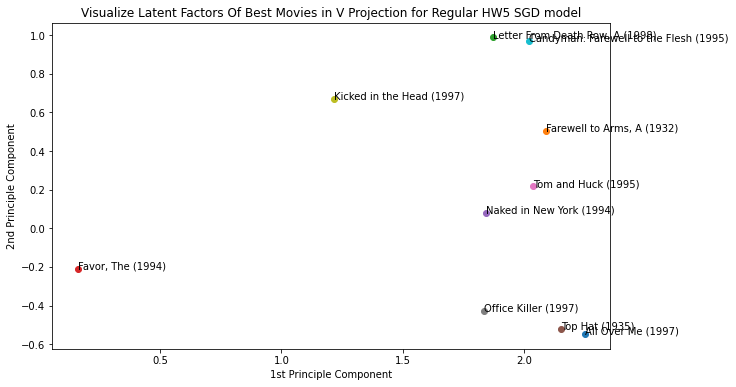 Visualize Latent Factors Of Best Movies in V Projection for Regular HW5 SGD model
1.0
0.8
0.6
0.4
0.2
0.0
−0.2
−0.4
−0.6
2nd Principle Component
Letter From Death Row, A (1998)
Candyman: Farewell to the Flesh (1995)
Kicked in the Head (1997)
Farewell to Arms, A (1932)
Tom and Huck (1995)
Naked in New York (1994)
Favor, The (1994)
Office Killer (1997)
Top Hat (1935)
All Over Me (1997)
0.5 1.0 1.5 2.0
1st Principle Component